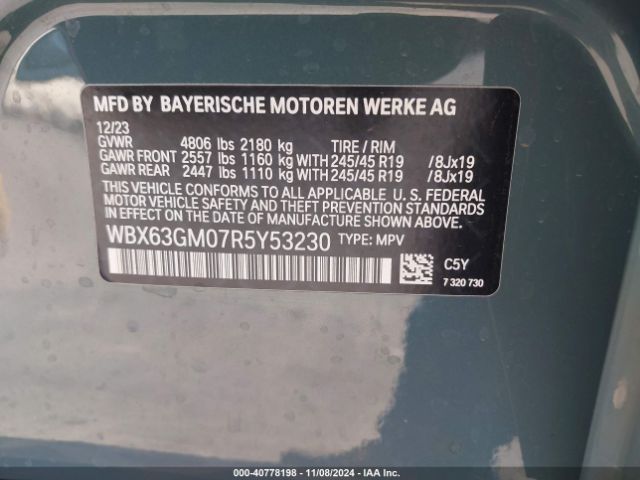 MFD BY BAYERISCHE MOTOREN WERKE AG
12/23
GVWR 4806 lbs 2180 kg TIRE / RIM
GAWR FRONT 2557 lbs 1160 kg WITH 245/45 R19 /8Jx19
GAWR REAR 2447 lbs 1110 kg WITH 245/45 R19 /8Jx19
THIS VEHICLE CONFORMS TO ALL APPLICABLE U. S. FEDERAL
MOTOR VEHICLE SAFETY AND THEFT PREVENTION STANDARDS
IN EFFECT ON THE DATE OF MANUFACTURE SHOWN ABOVE.
WBX63GM07R5Y53230 TYPE: MPV
C5Y
7 320 730
000-40778198 - 11/08/2024 - IAA Inc.